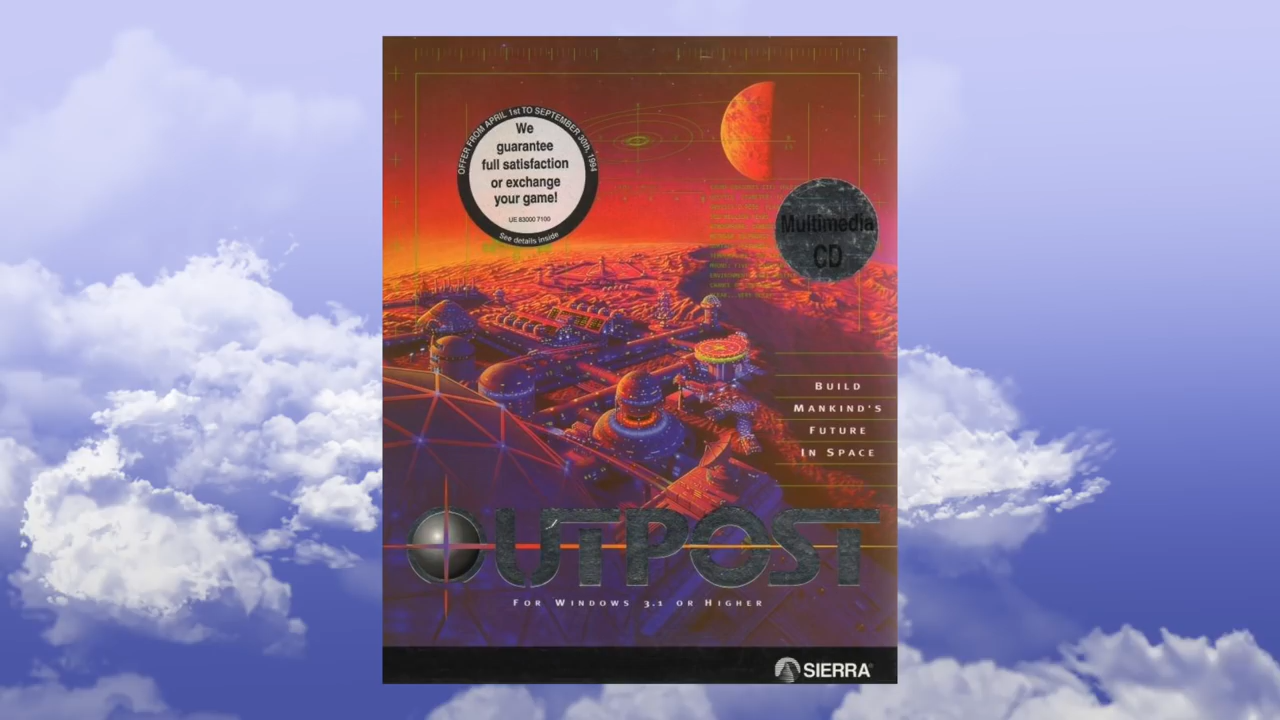 OFFER FROM APRIL 1st TO SEPTEMBER 30th, 1994
We
guarantee
full satisfaction
or exchange
your game!
UE 83000 7100
See details inside
Multimedia
CD
BUILD
MANKIND'S
FUTURE
IN SPACE
OUTPOST
FOR WINDOWS 3.1 OR HIGHER
SIERRA®